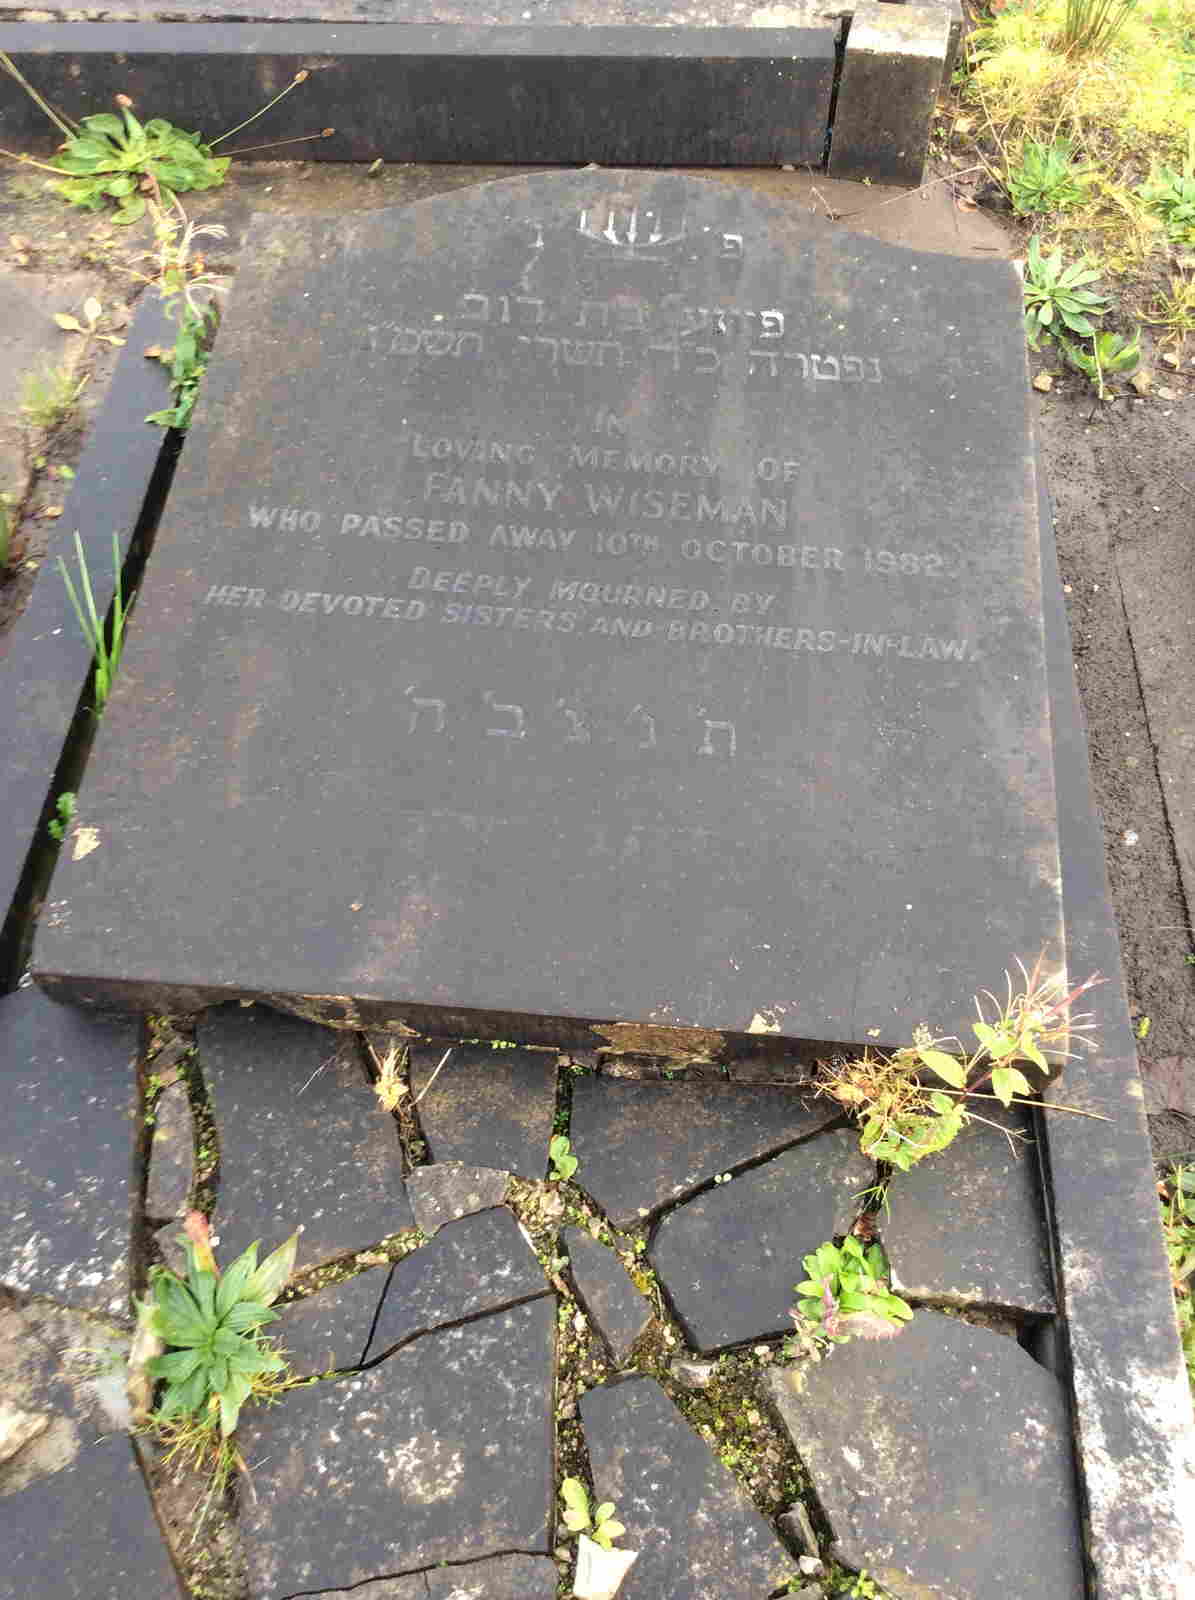 פ נ
פייגע בת דוב
נפטרה כ"ד תשרי תשמ"ג
IN
LOVING MEMORY OF
FANNY WISEMAN
WHO PASSED AWAY 10TH OCTOBER 1982.
DEEPLY MOURNED BY
HER DEVOTED SISTERS AND BROTHERS-IN-LAW.
ת' נ' צ' ב' ה'